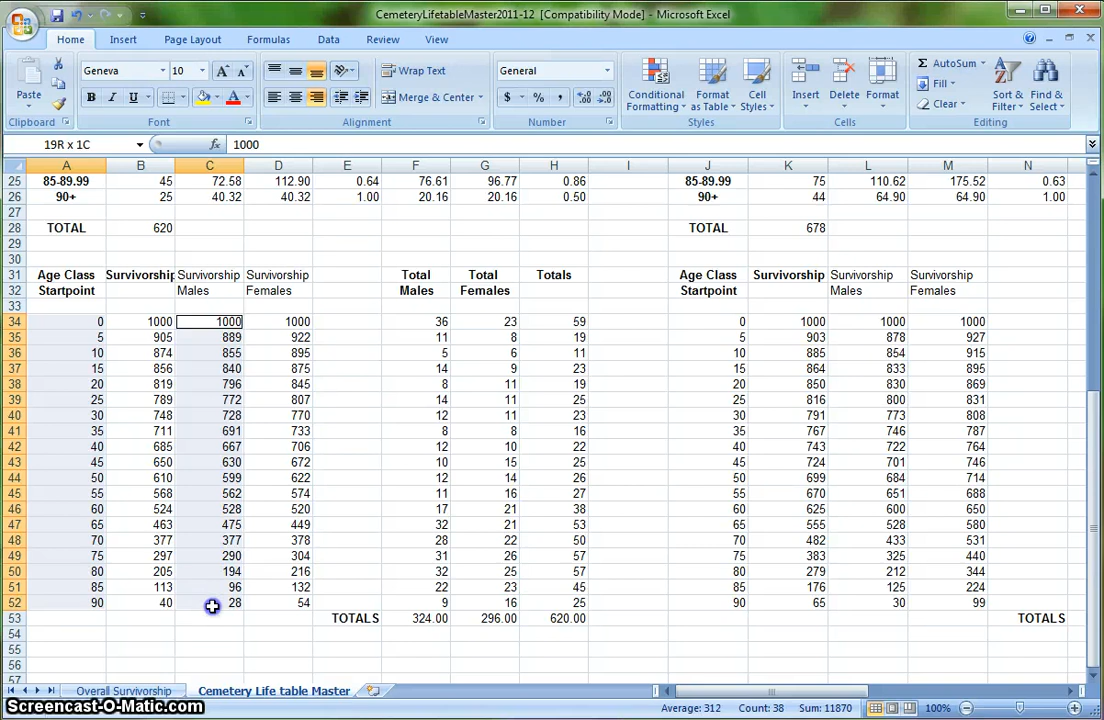 CemeteryLifetableMaster2011-12 [Compatibility Mode] - Microsoft Excel
Home Insert Page Layout Formulas Data Review View
Paste Geneva 10 Wrap Text General AutoSum
B I U Merge & Center $ % , Conditional Formatting Format as Table Cell Styles Insert Delete Format Fill Clear Sort & Filter Find & Select
Clipboard Font Alignment Number Styles Cells Editing
19R x 1C fx 1000
A B C D E F G H I J K L M N
25 85-89.99 45 72.58 112.90 0.64 76.61 96.77 0.86 85-89.99 75 110.62 175.52 0.63
26 90+ 25 40.32 40.32 1.00 20.16 20.16 0.50 90+ 44 64.90 64.90 1.00
27
28 TOTAL 620 TOTAL 678
29
30
31 Age Class Survivorship Survivorship Survivorship Total Total Totals Age Class Survivorship Survivorship Survivorship
32 Startpoint Males Females Males Females Startpoint Males Females
33
34 0 1000 1000 1000 36 23 59 0 1000 1000 1000
35 5 905 889 922 11 8 19 5 903 878 927
36 10 874 855 895 5 6 11 10 885 854 915
37 15 856 840 875 14 9 23 15 864 833 895
38 20 819 796 845 8 11 19 20 850 830 869
39 25 789 772 807 14 11 25 25 816 800 831
40 30 748 728 770 12 11 23 30 791 773 808
41 35 711 691 733 8 8 16 35 767 746 787
42 40 685 667 706 12 10 22 40 743 722 764
43 45 650 630 672 10 15 25 45 724 701 746
44 50 610 599 622 12 14 26 50 699 684 714
45 55 568 562 574 11 16 27 55 670 651 688
46 60 524 528 520 17 21 38 60 625 600 650
47 65 463 475 449 32 21 53 65 555 528 580
48 70 377 377 378 28 22 50 70 482 433 531
49 75 297 290 304 31 26 57 75 383 325 440
50 80 205 194 216 32 25 57 80 279 212 344
51 85 113 96 132 22 23 45 85 176 125 224
52 90 40 28 54 9 16 25 90 65 30 99
53 TOTALS 324.00 296.00 620.00 TOTALS
54
55
56
57
Overall Survivorship Cemetery Life table Master
Screencast-O-Matic.com Average: 312 Count: 38 Sum: 11870 100%